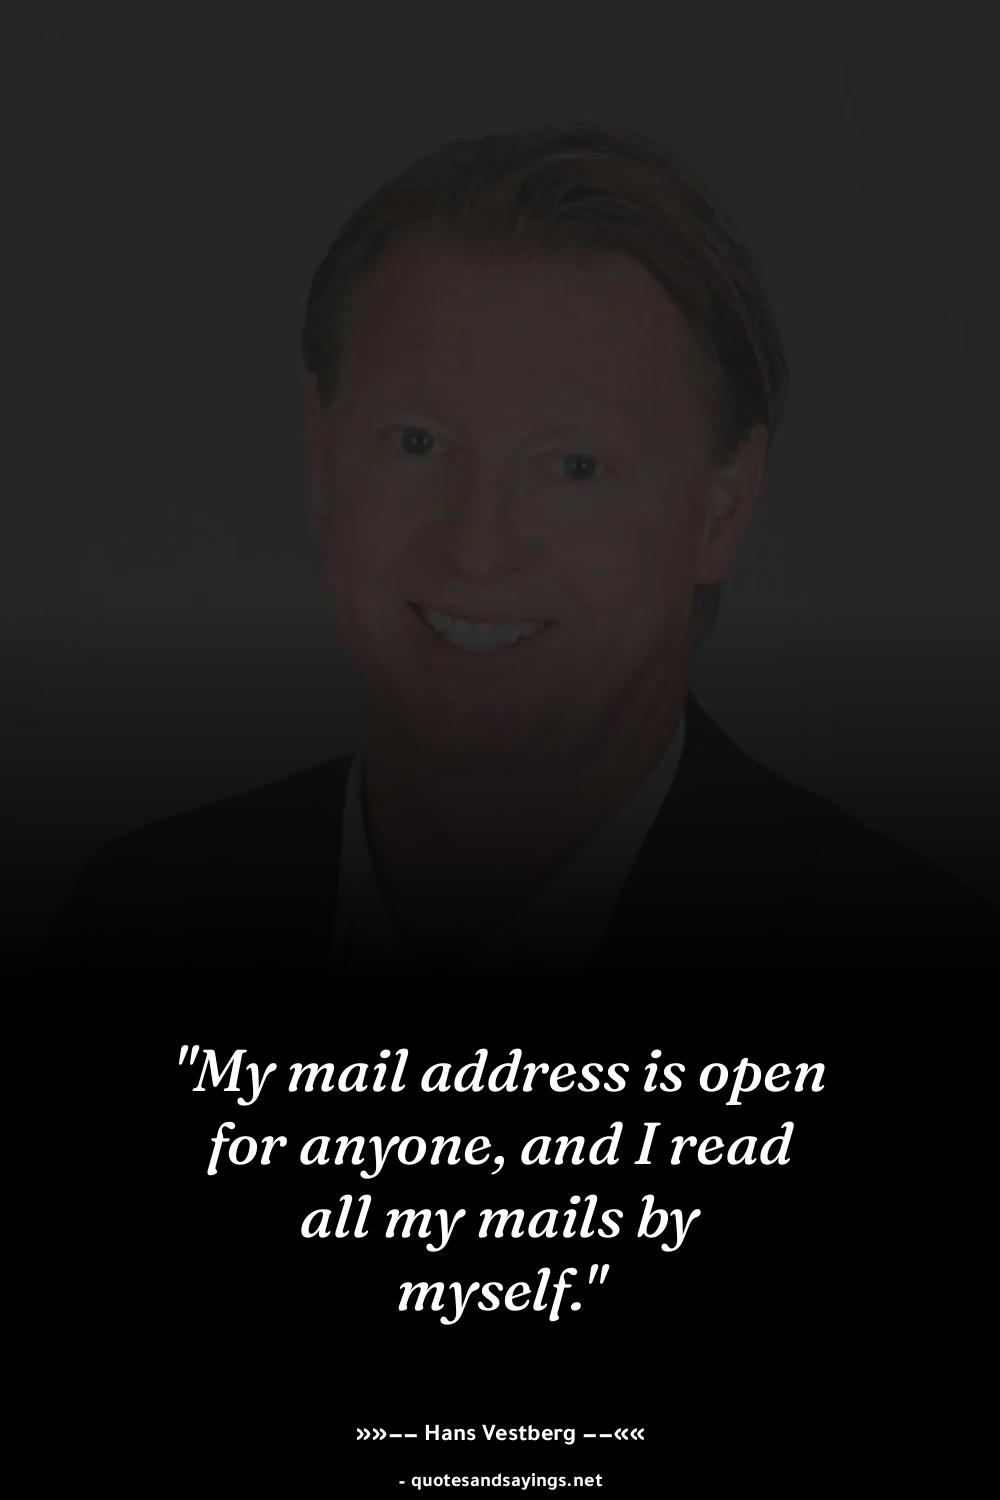 "My mail address is open
for anyone, and I read
all my mails by
myself."
»»−− Hans Vestberg −−««
- quotesandsayings.net